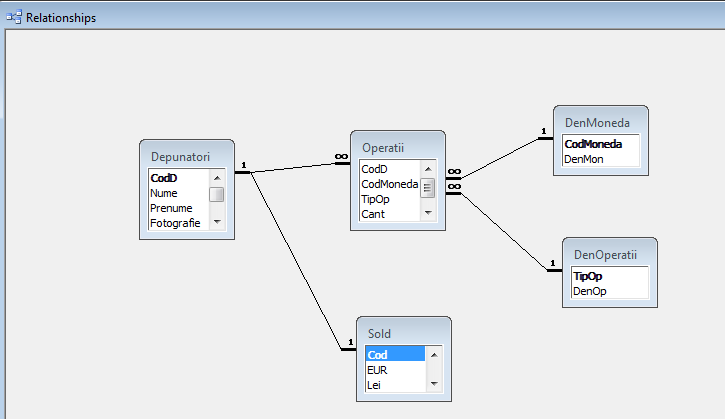 Relationships
Depunatori
CodD
Nume
Prenume
Fotografie
1
∞
Operatii
CodD
CodMoneda
TipOp
Cant
∞
∞
1
DenMoneda
CodMoneda
DenMon
1
DenOperatii
TipOp
DenOp
1
Sold
Cod
EUR
Lei